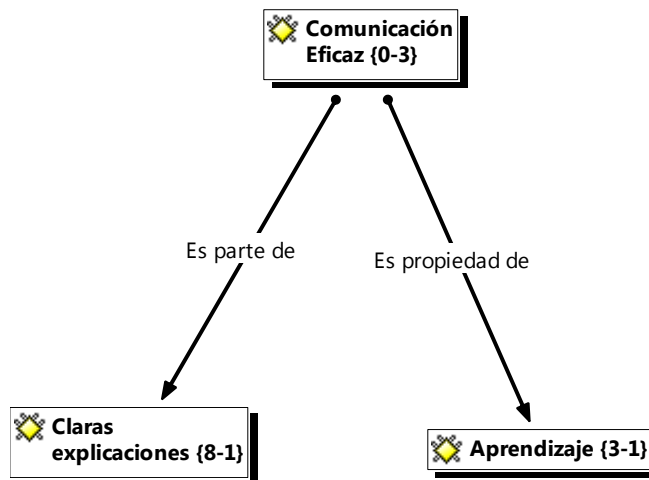 Comunicación
Eficaz {0-3}
Es parte de
Es propiedad de
Claras
explicaciones {8-1}
Aprendizaje {3-1}